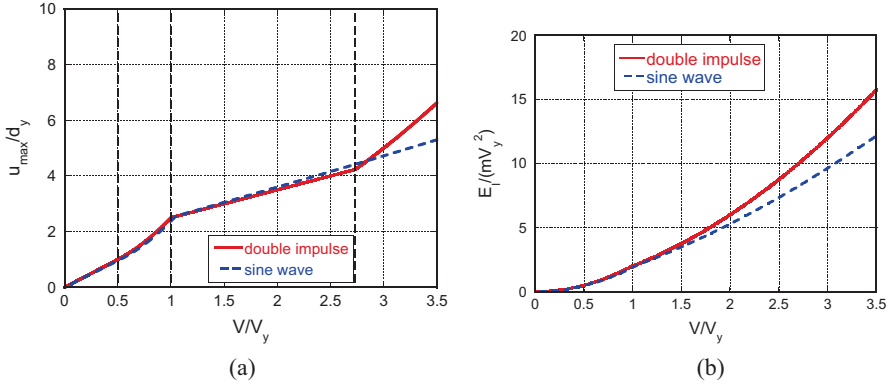 10
8
6
4
2
0
u_max/d_y
double impulse
sine wave
0 0.5 1 1.5 2 2.5 3 3.5
V/V_y
(a)
20
15
10
5
0
E_I/(mV_y^2)
double impulse
sine wave
0 0.5 1 1.5 2 2.5 3 3.5
V/V_y
(b)